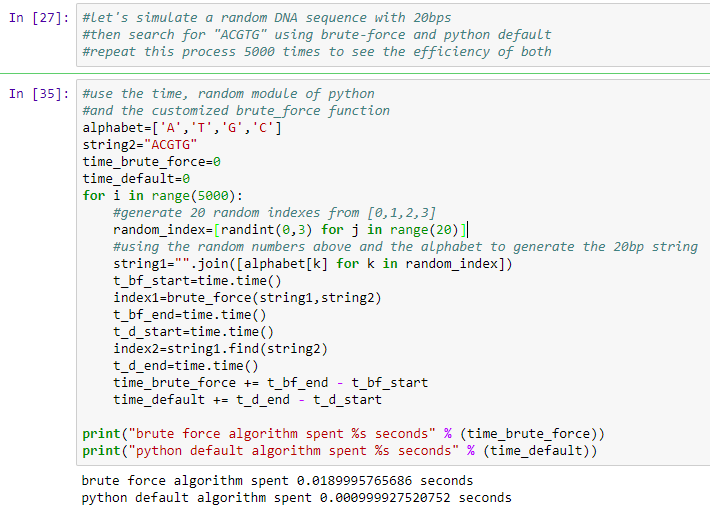 In [27]: #let's simulate a random DNA sequence with 20bps
#then search for "ACGTG" using brute-force and python default
#repeat this process 5000 times to see the efficiency of both
In [35]: #use the time, random module of python
#and the customized brute_force function
alphabet=['A','T','G','C']
string2="ACGTG"
time_brute_force=0
time_default=0
for i in range(5000):
    #generate 20 random indexes from [0,1,2,3]
    random_index=[randint(0,3) for j in range(20)]
    #using the random numbers above and the alphabet to generate the 20bp string
    string1="".join([alphabet[k] for k in random_index])
    t_bf_start=time.time()
    index1=brute_force(string1,string2)
    t_bf_end=time.time()
    t_d_start=time.time()
    index2=string1.find(string2)
    t_d_end=time.time()
    time_brute_force += t_bf_end - t_bf_start
    time_default += t_d_end - t_d_start
print("brute force algorithm spent %s seconds" % (time_brute_force))
print("python default algorithm spent %s seconds" % (time_default))
brute force algorithm spent 0.0189995765686 seconds
python default algorithm spent 0.000999927520752 seconds